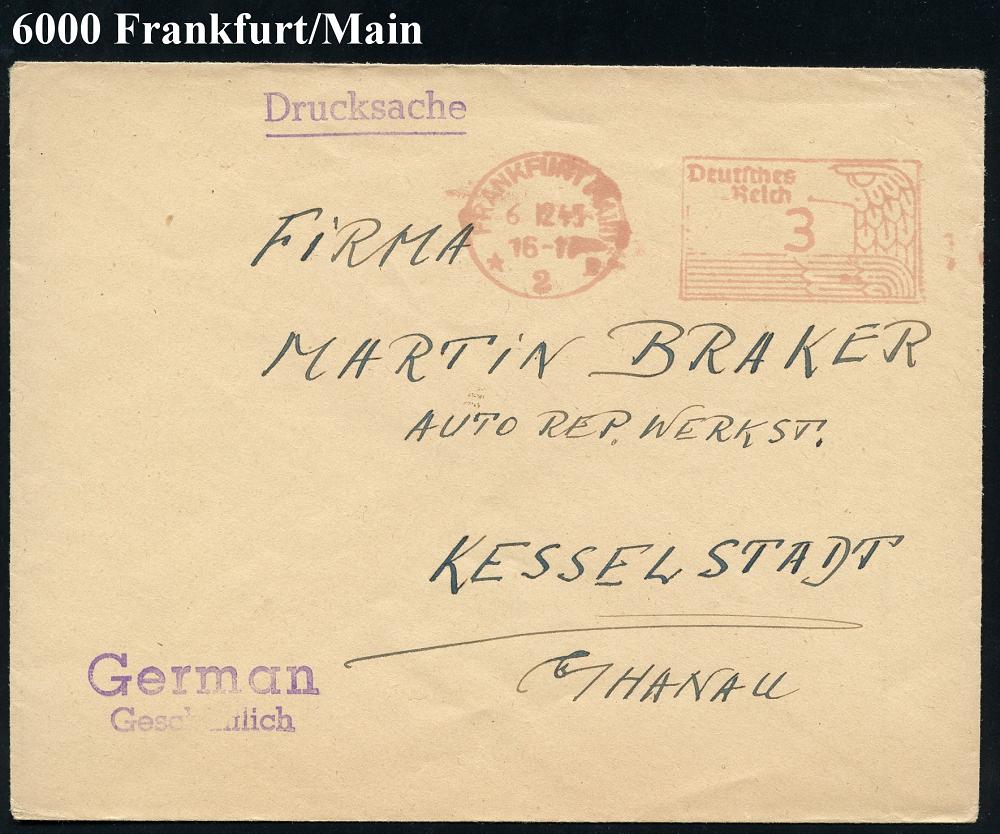 6000 Frankfurt/Main
Drucksache
FRANKFURT (MAIN)
6 12 45
16-17
2
Deutsches
Reich
3
FiRMA
MARTiN BRAKER
AUTO REP. WERKST.
KESSELSTADT
b/HANAU
German